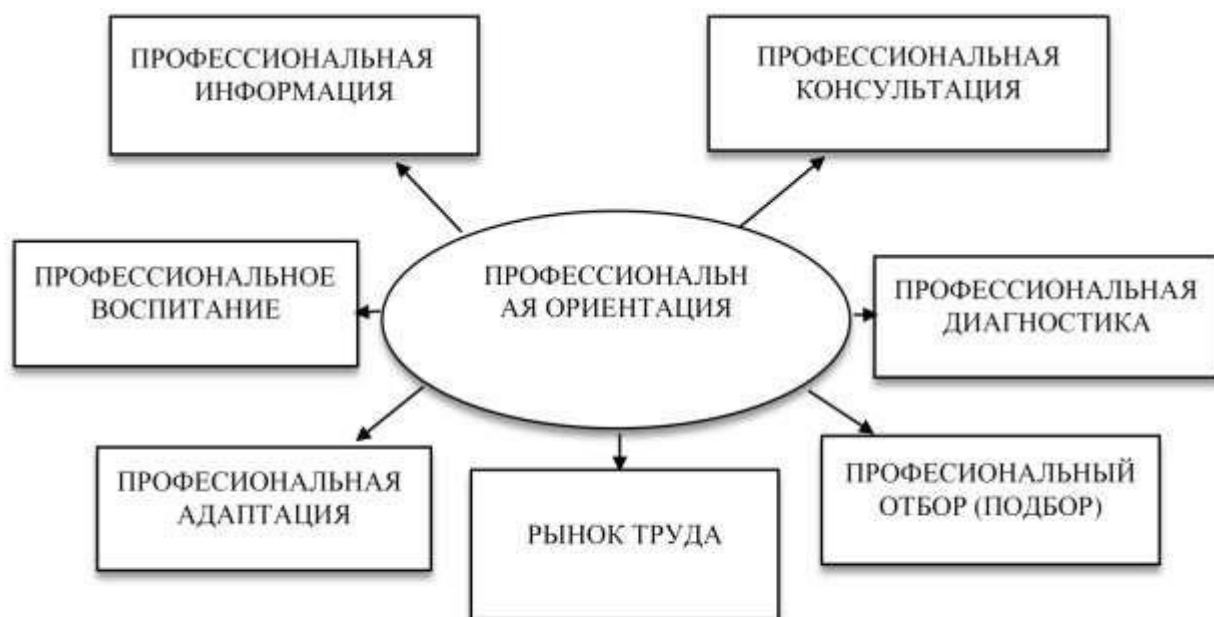 ПРОФЕССИОНАЛЬНАЯ
ИНФОРМАЦИЯ
ПРОФЕССИОНАЛЬНАЯ
КОНСУЛЬТАЦИЯ
ПРОФЕССИОНАЛЬНОЕ
ВОСПИТАНИЕ
ПРОФЕССИОНАЛЬН
АЯ ОРИЕНТАЦИЯ
ПРОФЕССИОНАЛЬНАЯ
ДИАГНОСТИКА
ПРОФЕСИОНАЛЬНАЯ
АДАПТАЦИЯ
РЫНОК ТРУДА
ПРОФЕСИОНАЛЬНЫЙ
ОТБОР (ПОДБОР)